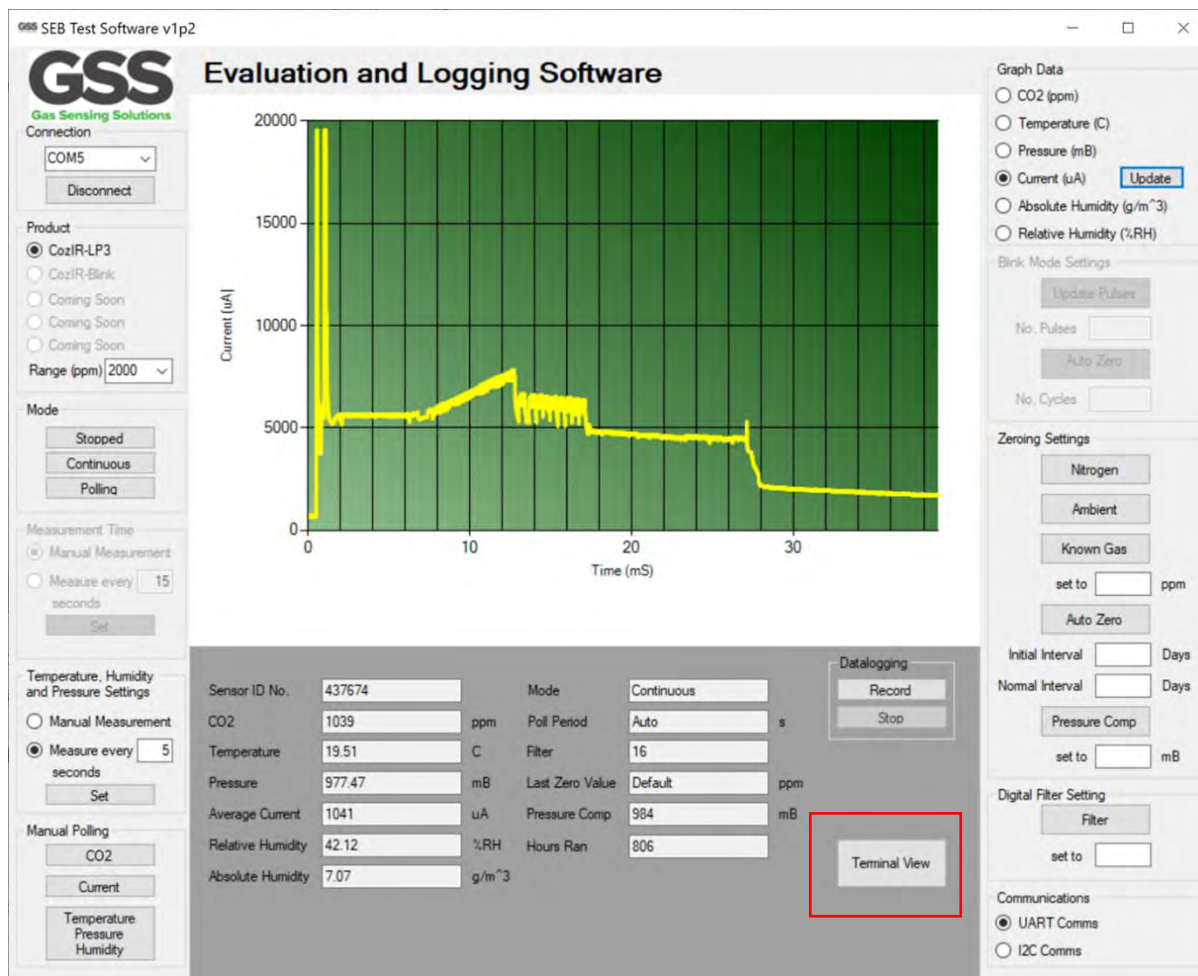 GSS SEB Test Software v1p2
GSS
Gas Sensing Solutions
Evaluation and Logging Software
Connection
COM5
Disconnect
Product
CozIR-LP3
CozIR-Blink
Coming Soon
Coming Soon
Coming Soon
Range (ppm) 2000
Mode
Stopped
Continuous
Polling
Measurement Time
Manual Measurement
Measure every 15
seconds
Set
Temperature, Humidity
and Pressure Settings
Manual Measurement
Measure every 5
seconds
Set
Manual Polling
CO2
Current
Temperature
Pressure
Humidity
20000
15000
10000
5000
0
Current (uA)
0 10 20 30
Time (mS)
Sensor ID No. 437674
CO2 1039 ppm
Temperature 19.51 C
Pressure 977.47 mB
Average Current 1041 uA
Relative Humidity 42.12 %RH
Absolute Humidity 7.07 g/m^3
Mode Continuous
Poll Period Auto s
Filter 16
Last Zero Value Default ppm
Pressure Comp 984 mB
Hours Ran 806
Datalogging
Record
Stop
Terminal View
Graph Data
CO2 (ppm)
Temperature (C)
Pressure (mB)
Current (uA) Update
Absolute Humidity (g/m^3)
Relative Humidity (%RH)
Blink Mode Settings
Update Pulses
No. Pulses
Auto Zero
No. Cycles
Zeroing Settings
Nitrogen
Ambient
Known Gas
set to ppm
Auto Zero
Initial Interval Days
Normal Interval Days
Pressure Comp
set to mB
Digital Filter Setting
Filter
set to
Communications
UART Comms
I2C Comms